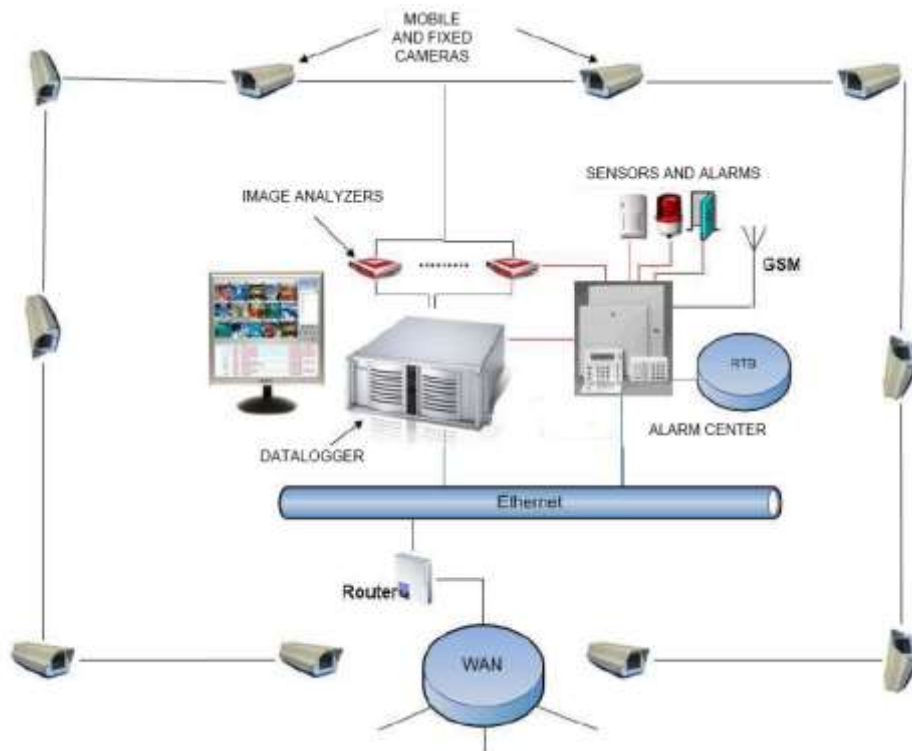 MOBILE
AND FIXED
CAMERAS
SENSORS AND ALARMS
IMAGE ANALYZERS
GSM
RTB
ALARM CENTER
DATALOGGER
Ethernet
Router
WAN